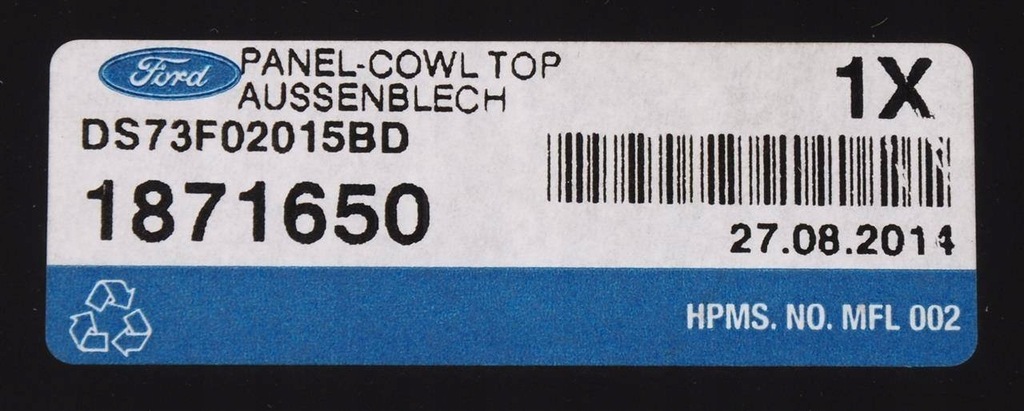 Ford
PANEL-COWL TOP
AUSSENBLECH
1X
DS73F02015BD
1871650
27.08.2014
HPMS. NO. MFL 002